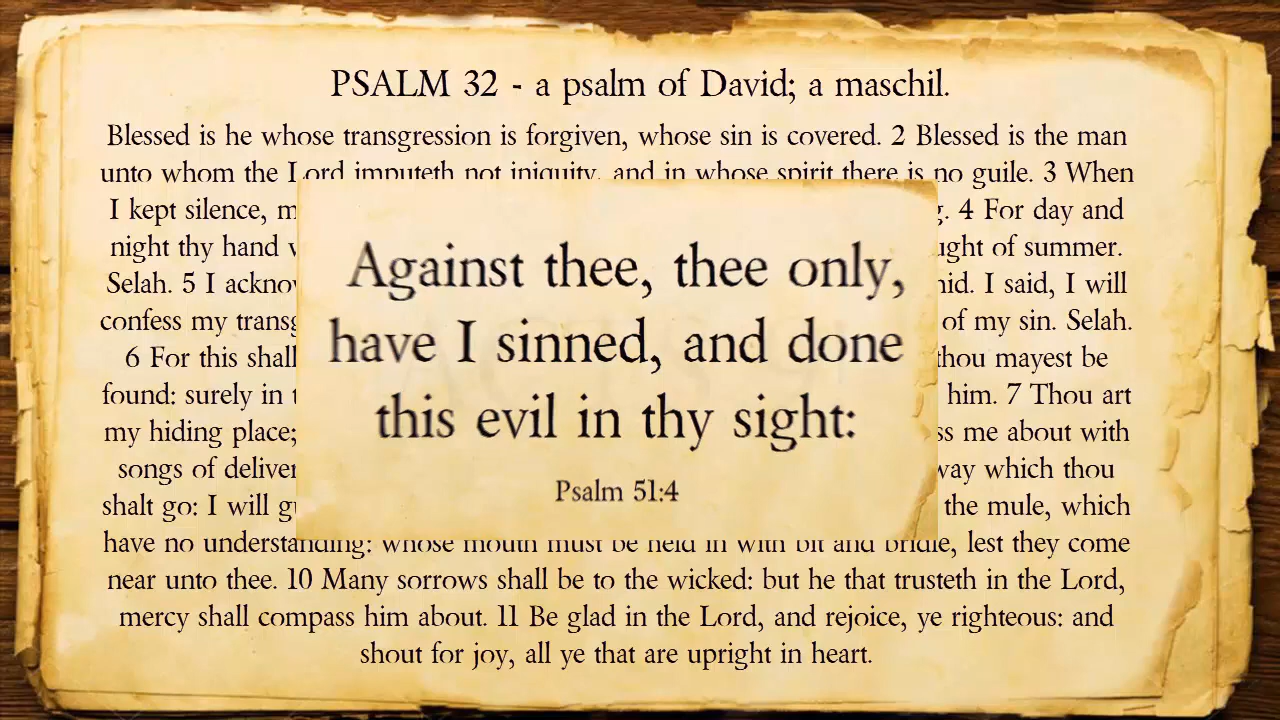 PSALM 32 - a psalm of David; a maschil.
Blessed is he whose transgression is forgiven, whose sin is covered. 2 Blessed is the man
unto whom the Lord imputeth not iniquity, and in whose spirit there is no guile. 3 When
I kept silence, 4 For day and
night thy hand of summer.
Selah. 5 I I said, I will
confess my of my sin. Selah.
6 For this shall thou mayest be
found: surely in him. 7 Thou art
my hiding place; me about with
songs of which thou
shalt go: I will the mule, which
have no understanding: whose mouth must be held in with bit and bridle, lest they come
near unto thee. 10 Many sorrows shall be to the wicked: but he that trusteth in the Lord,
mercy shall compass him about. 11 Be glad in the Lord, and rejoice, ye righteous: and
shout for joy, all ye that are upright in heart.
Against thee, thee only,
have I sinned, and done
this evil in thy sight:
Psalm 51:4